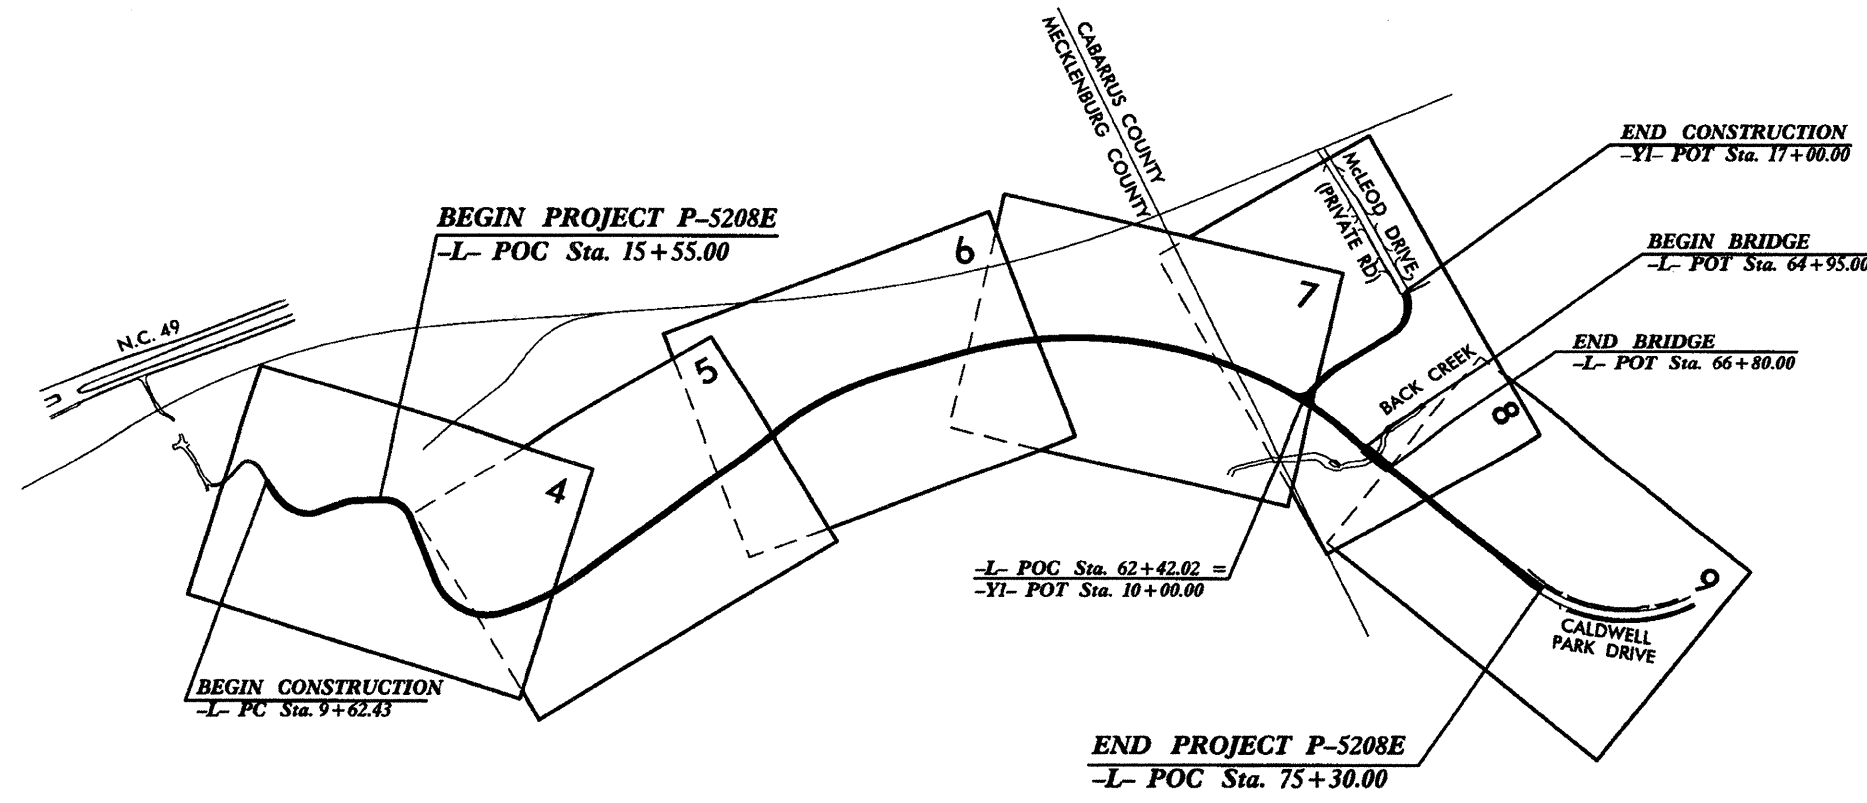 CABARRUS COUNTY
MECKLENBURG COUNTY
END CONSTRUCTION
-Y1- POT Sta. 17+00.00
McLEOD DRIVE
(PRIVATE RD)
BEGIN PROJECT P-5208E
-L- POC Sta. 15+55.00
6
BEGIN BRIDGE
-L- POT Sta. 64+95.00
7
N.C. 49
END BRIDGE
-L- POT Sta. 66+80.00
5
BACK CREEK
8
4
-L- POC Sta. 62+42.02 =
-Y1- POT Sta. 10+00.00
9
CALDWELL
PARK DRIVE
BEGIN CONSTRUCTION
-L- PC Sta. 9+62.43
END PROJECT P-5208E
-L- POC Sta. 75+30.00